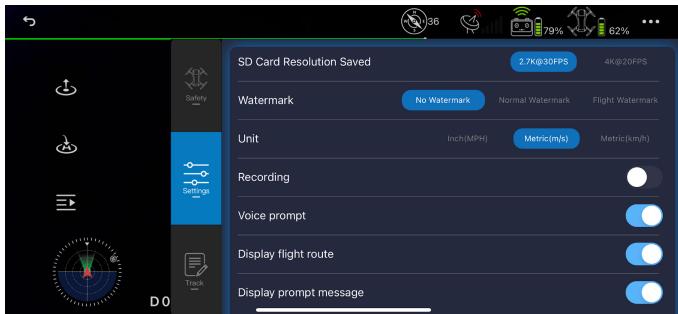 36 79% 62%
SD Card Resolution Saved 2.7K@30FPS 4K@20FPS
Safety
Watermark No Watermark Normal Watermark Flight Watermark
Unit Inch(MPH) Metric(m/s) Metric(km/h)
Recording
Settings
Voice prompt
Display flight route
Track
Display prompt message
D0